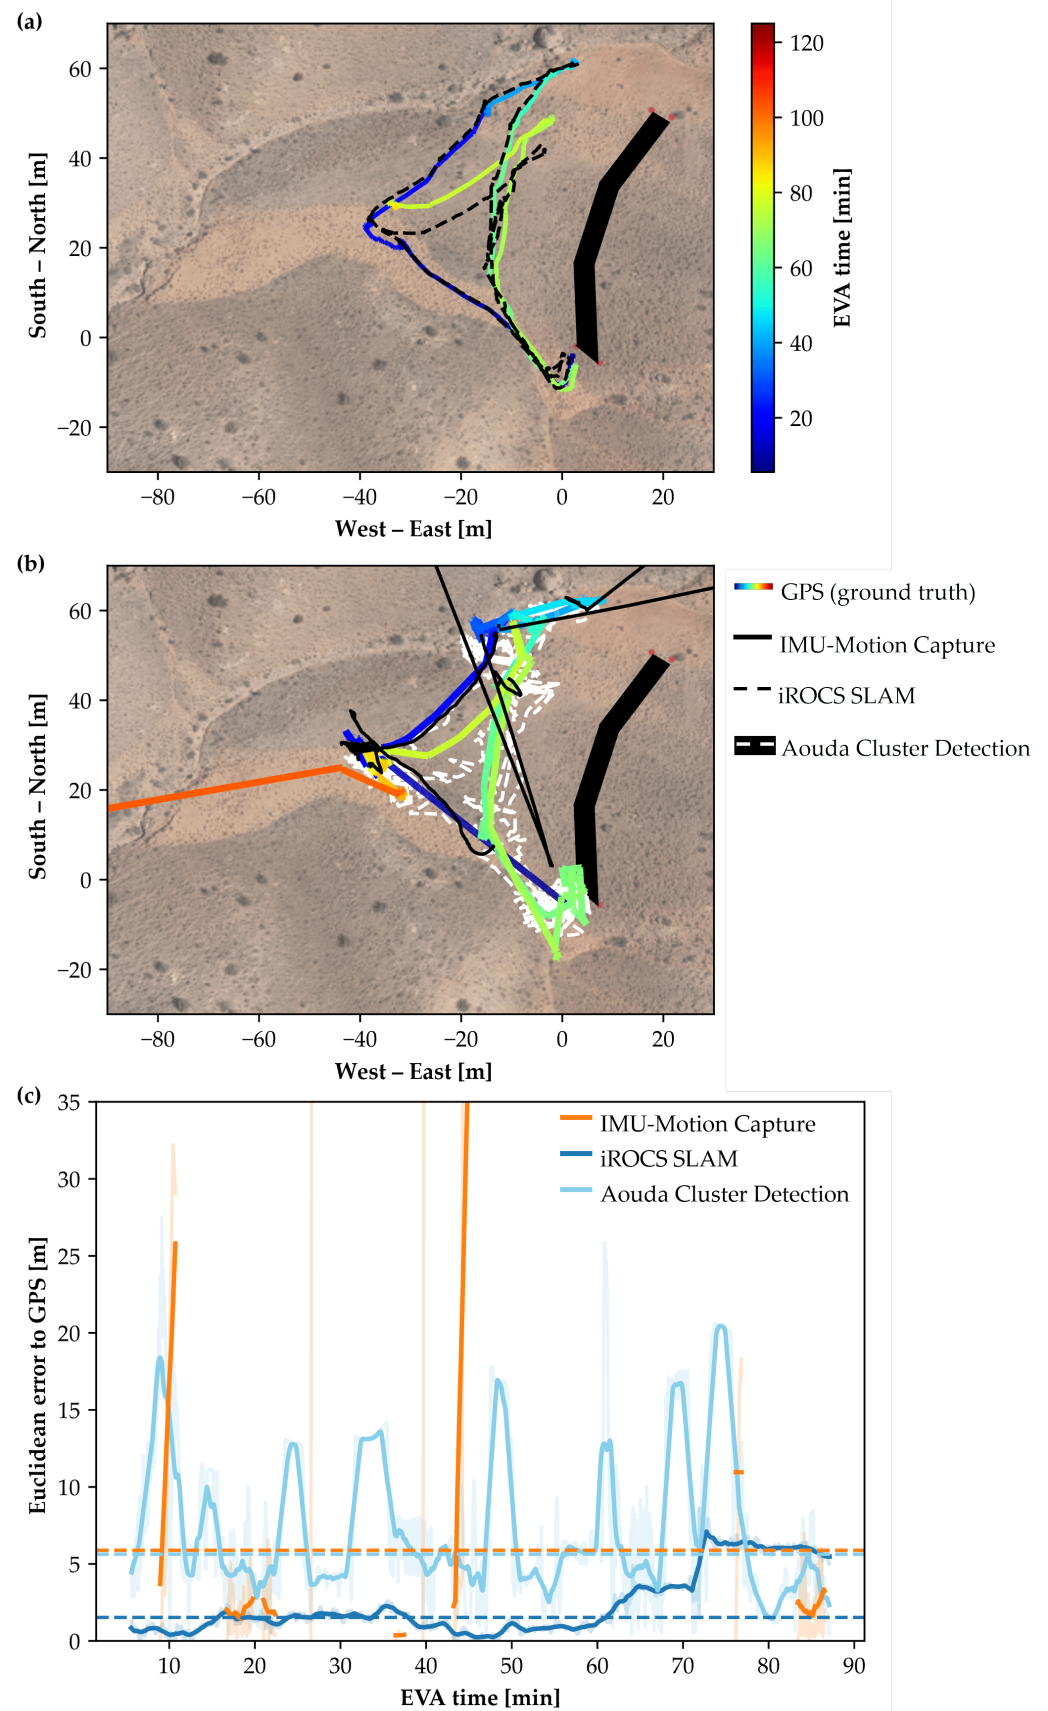 (a)
60
40
20
0
−20
South – North [m]
−80
−60
−40
−20
0
20
West – East [m]
120
100
80
60
40
20
EVA time [min]
(b)
60
40
20
0
−20
South – North [m]
−80
−60
−40
−20
0
20
West – East [m]
GPS (ground truth)
IMU-Motion Capture
iROCS SLAM
Aouda Cluster Detection
(c)
35
30
25
20
15
10
5
0
Euclidean error to GPS [m]
IMU-Motion Capture
iROCS SLAM
Aouda Cluster Detection
10
20
30
40
50
60
70
80
90
EVA time [min]